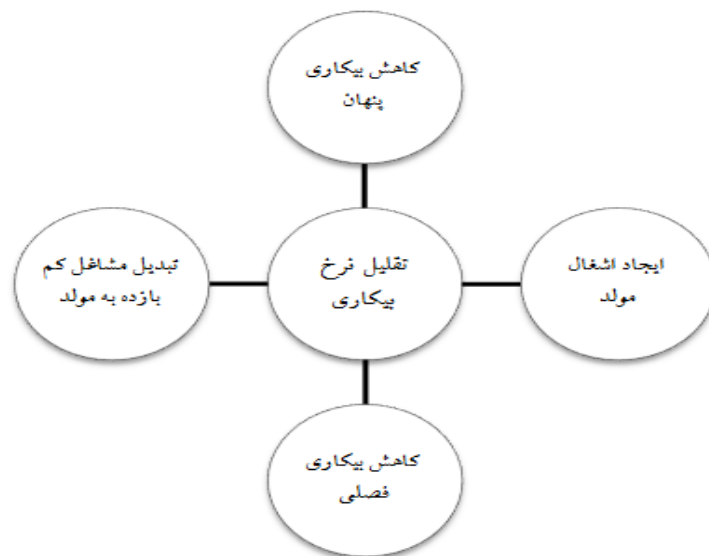 کاهش بیکاری
پنهان
ایجاد اشغال
مولد
تقلیل نرخ
بیکاری
تبدیل مشاغل کم
بازده به مولد
کاهش بیکاری
فصلی